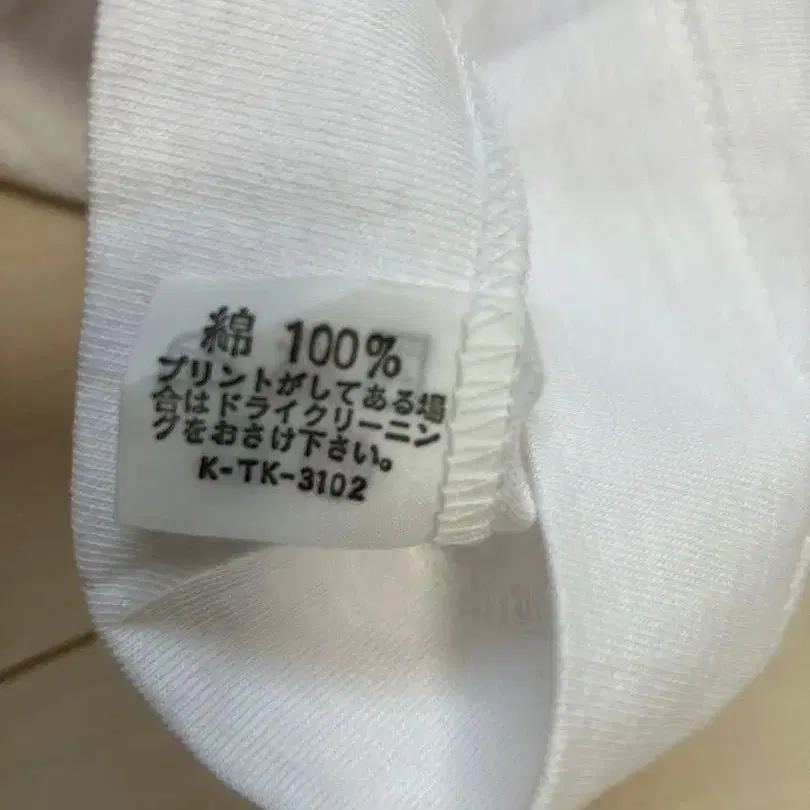 綿 100%
プリントがしてある場
合はドライクリーニン
グをおさけ下さい。
K-TK-3102